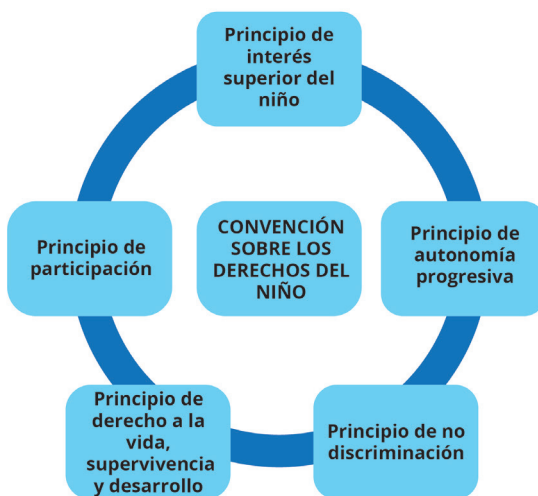 Principio de
interés
superior del
niño
Principio de
participación
CONVENCIÓN
SOBRE LOS
DERECHOS DEL
NIÑO
Principio de
autonomía
progresiva
Principio de
derecho a la
vida,
supervivencia
y desarrollo
Principio de no
discriminación